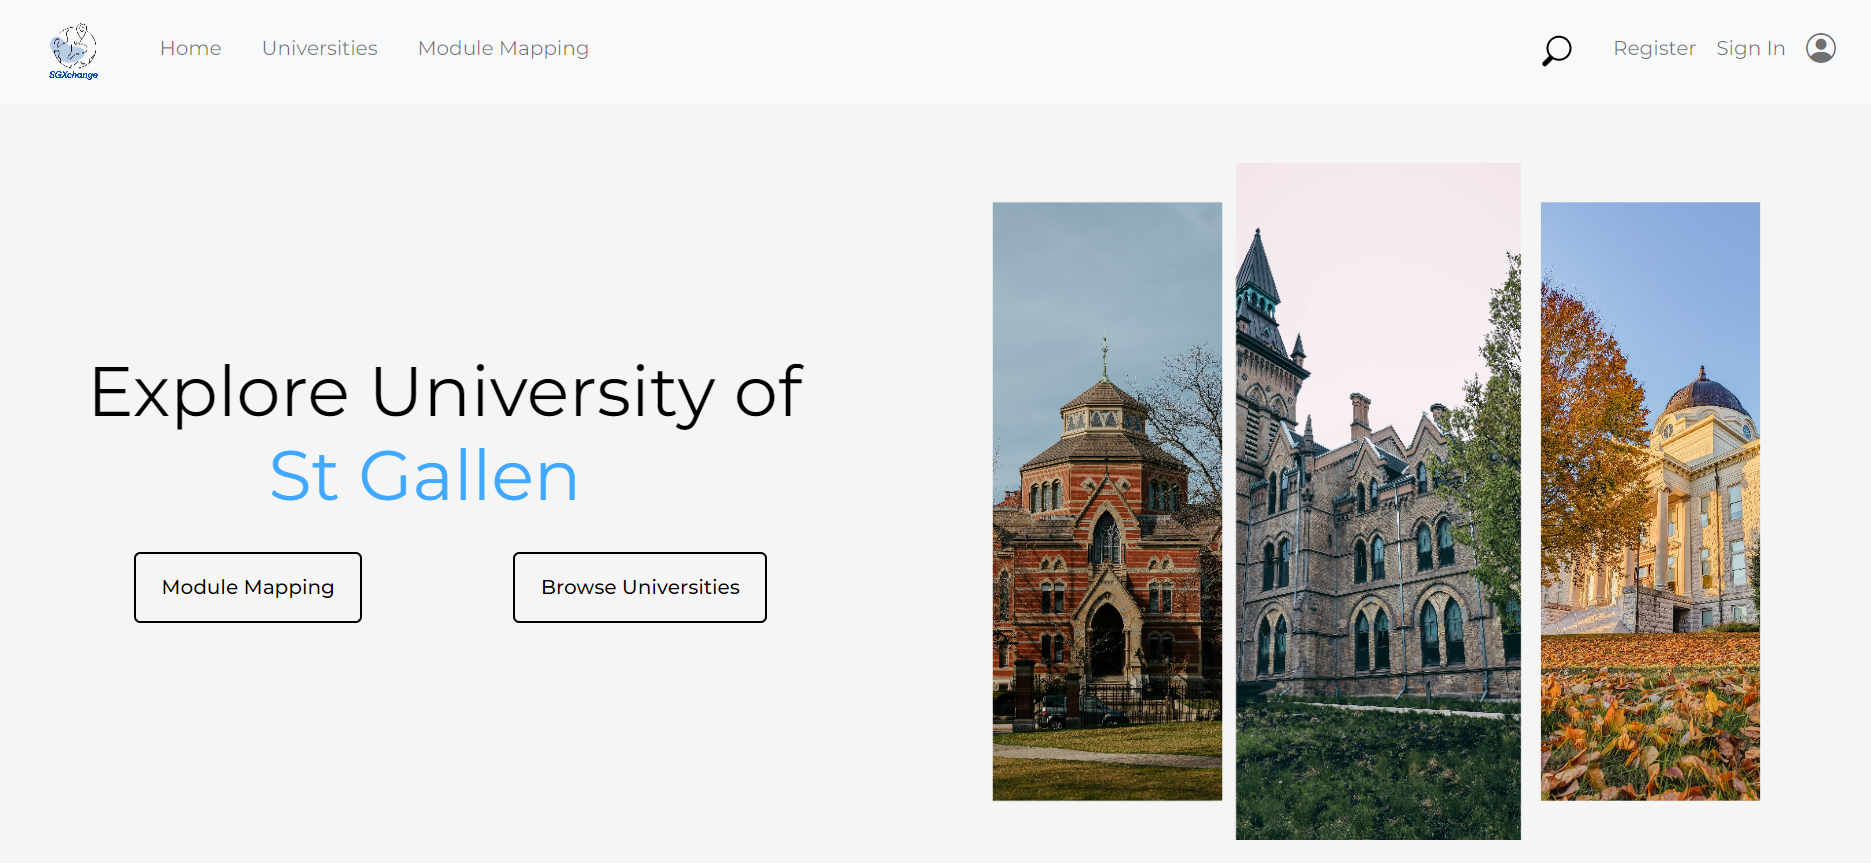 SGXchange
Home
Universities
Module Mapping
Register
Sign In
Explore University of
St Gallen
Module Mapping
Browse Universities